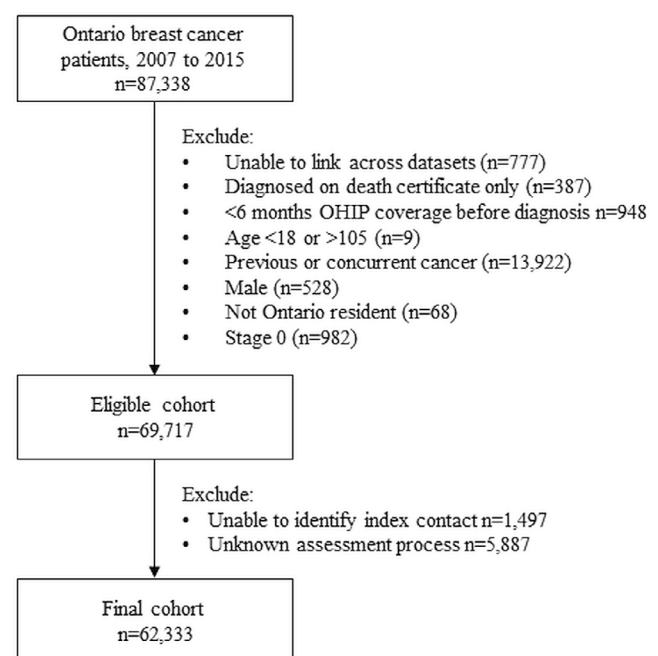 Ontario breast cancer
patients, 2007 to 2015
n=87,338
Exclude:
• Unable to link across datasets (n=777)
• Diagnosed on death certificate only (n=387)
• <6 months OHIP coverage before diagnosis n=948
• Age <18 or >105 (n=9)
• Previous or concurrent cancer (n=13,922)
• Male (n=528)
• Not Ontario resident (n=68)
• Stage 0 (n=982)
Eligible cohort
n=69,717
Exclude:
• Unable to identify index contact n=1,497
• Unknown assessment process n=5,887
Final cohort
n=62,333